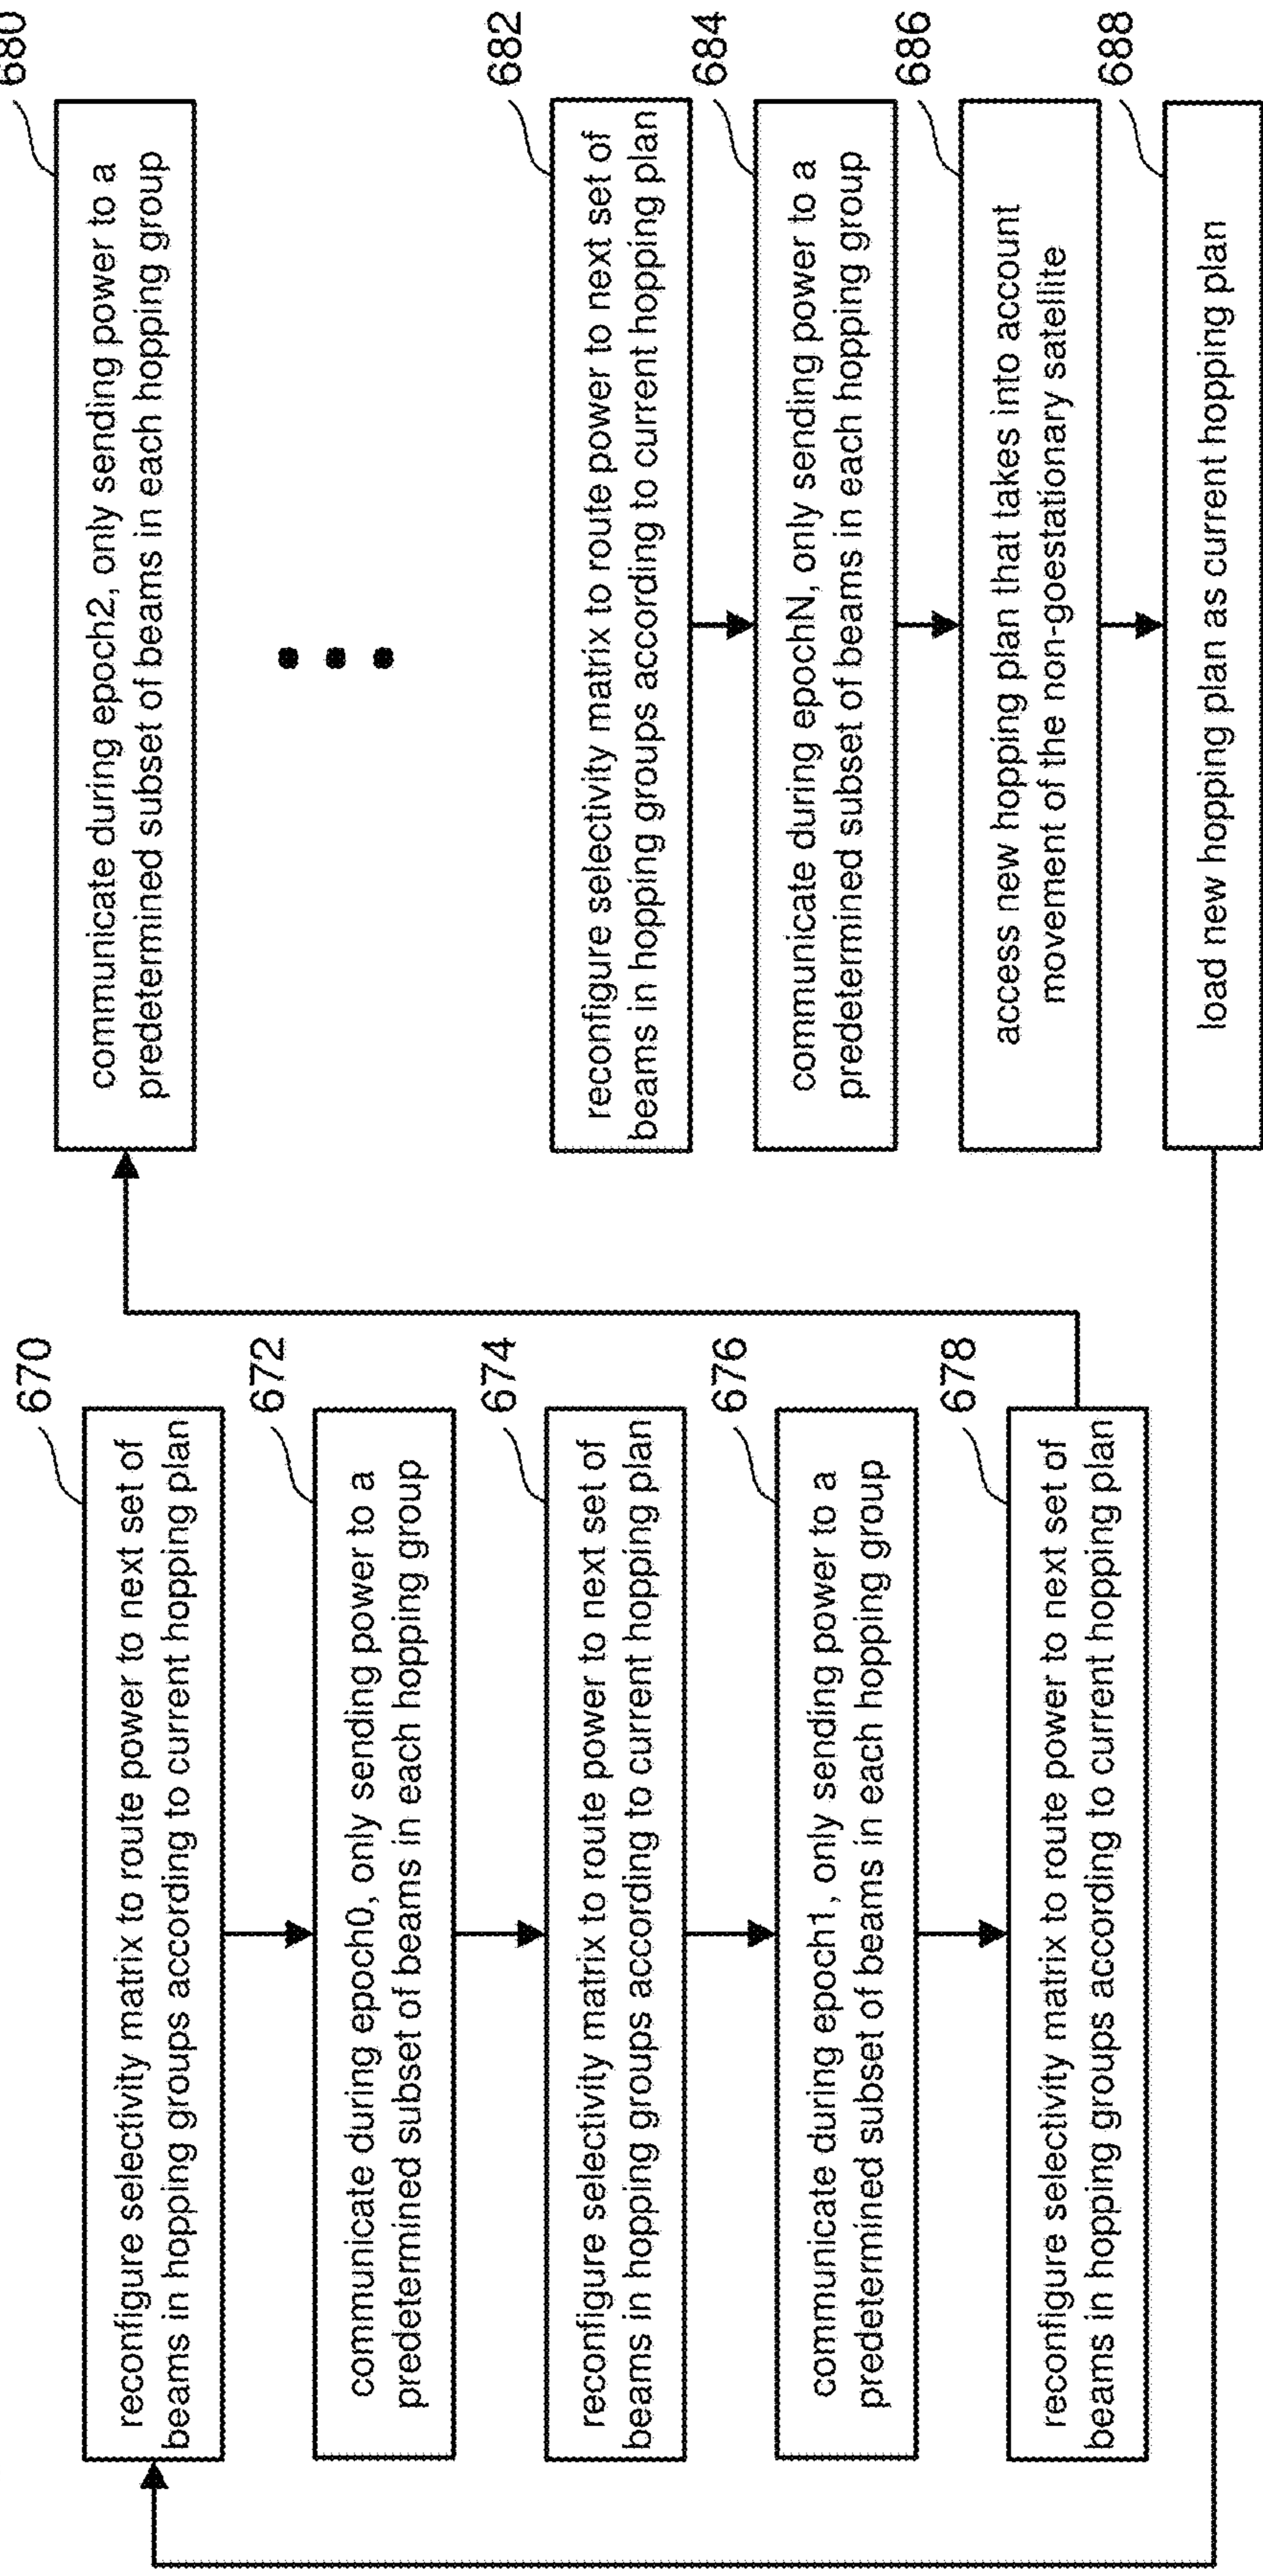 670
reconfigure selectivity matrix to route power to next set of
beams in hopping groups according to current hopping plan
672
communicate during epoch0, only sending power to a
predetermined subset of beams in each hopping group
674
reconfigure selectivity matrix to route power to next set of
beams in hopping groups according to current hopping plan
676
communicate during epoch1, only sending power to a
predetermined subset of beams in each hopping group
678
reconfigure selectivity matrix to route power to next set of
beams in hopping groups according to current hopping plan
680
communicate during epoch2, only sending power to a
predetermined subset of beams in each hopping group
682
reconfigure selectivity matrix to route power to next set of
beams in hopping groups according to current hopping plan
684
communicate during epochN, only sending power to a
predetermined subset of beams in each hopping group
686
access new hopping plan that takes into account
movement of the non-goestationary satellite
688
load new hopping plan as current hopping plan